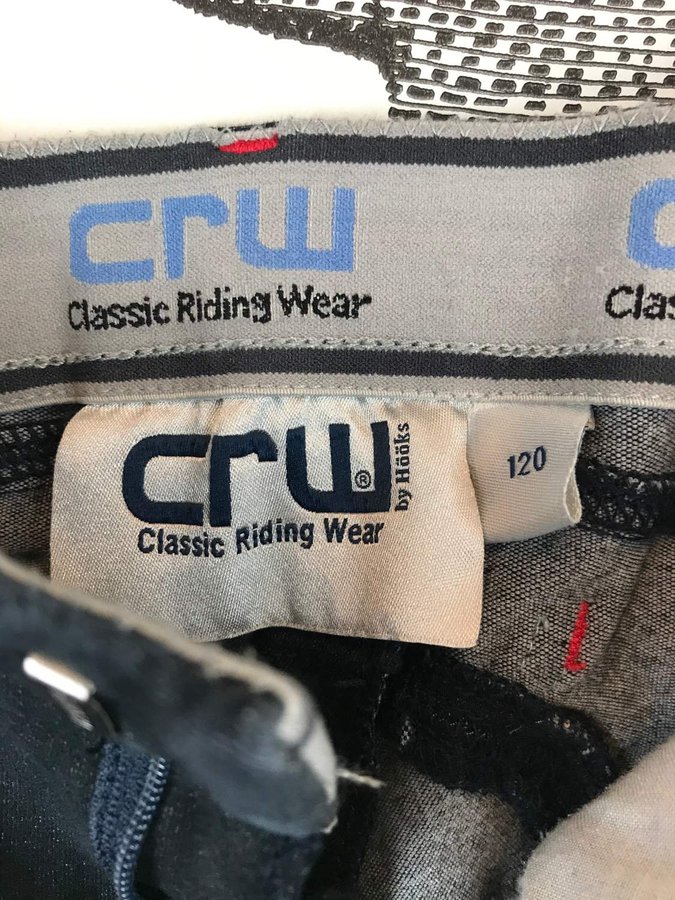 crw
Classic Riding Wear
c
Clas
crw® by Hööks
Classic Riding Wear
120